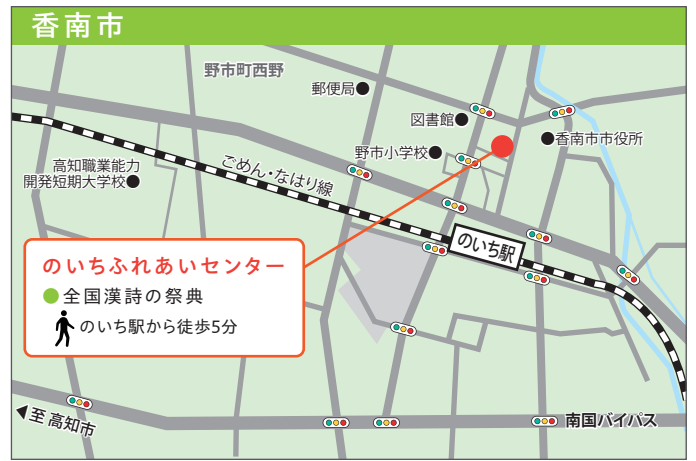 香南市
野市町西野
郵便局
図書館
香南市市役所
野市小学校
高知職業能力
開発短期大学校
ごめん・なはり線
のいち駅
のいちふれあいセンター
全国漢詩の祭典
のいち駅から徒歩5分
至 高知市
南国バイパス